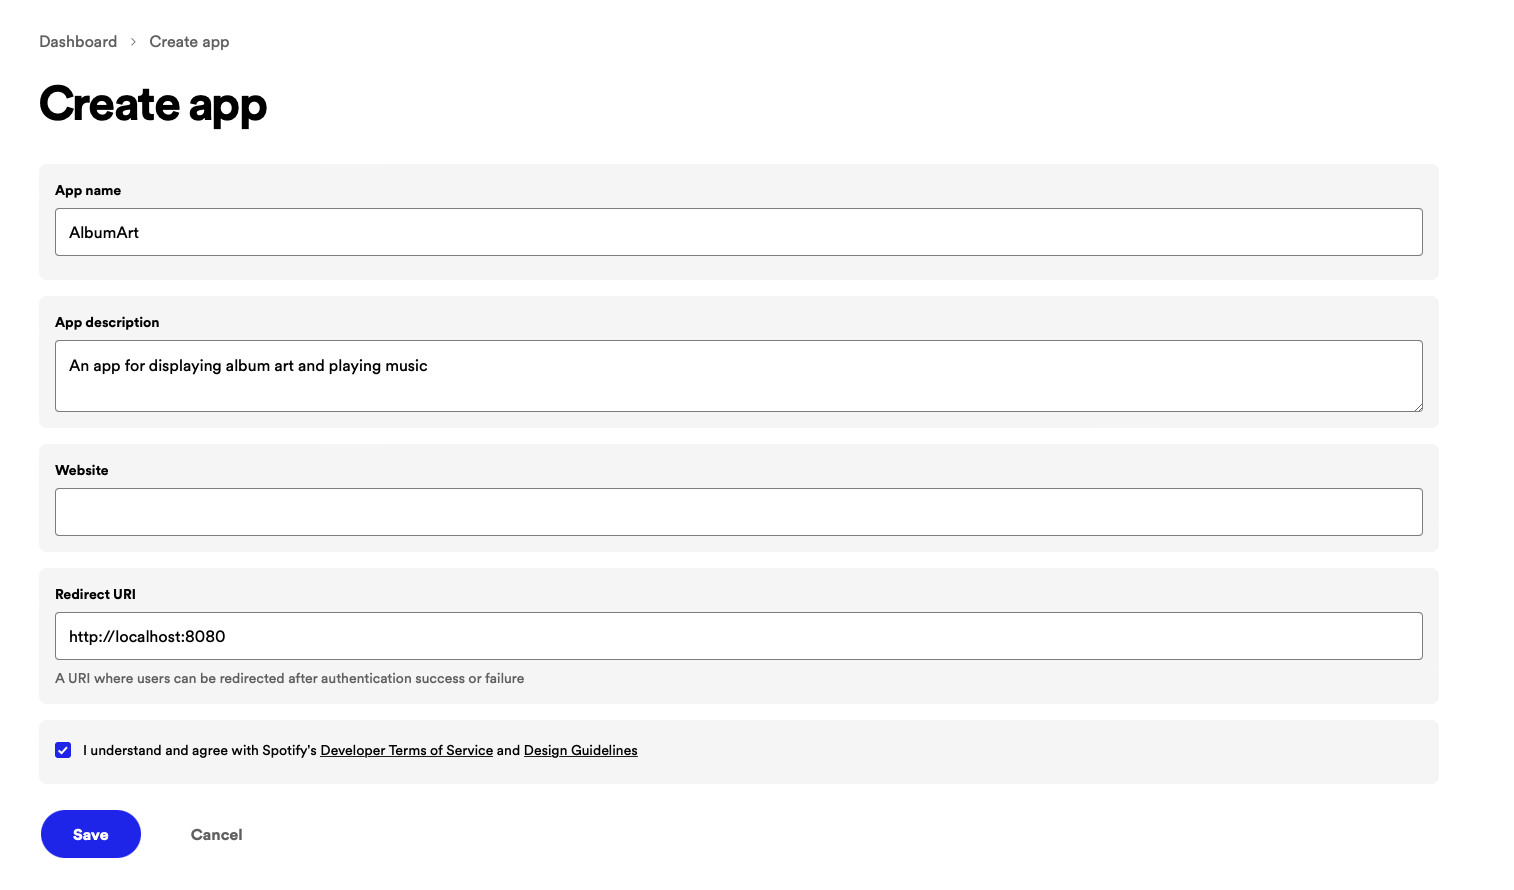 Dashboard > Create app
Create app
App name
AlbumArt
App description
An app for displaying album art and playing music
Website
Redirect URI
http://localhost:8080
A URI where users can be redirected after authentication success or failure
I understand and agree with Spotify's Developer Terms of Service and Design Guidelines
Save Cancel